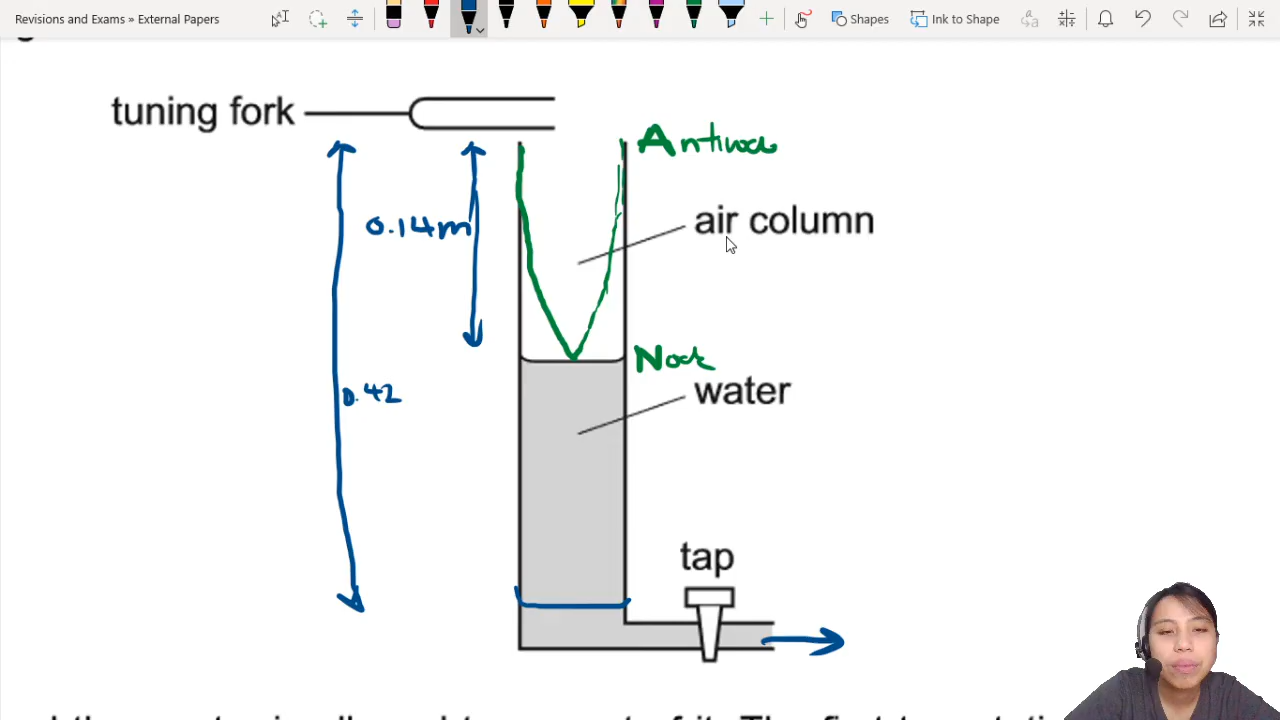 Revisions and Exams » External Papers
Shapes
Ink to Shape
tuning fork
Antinode
0.14m
air column
Node
water
0.42
tap